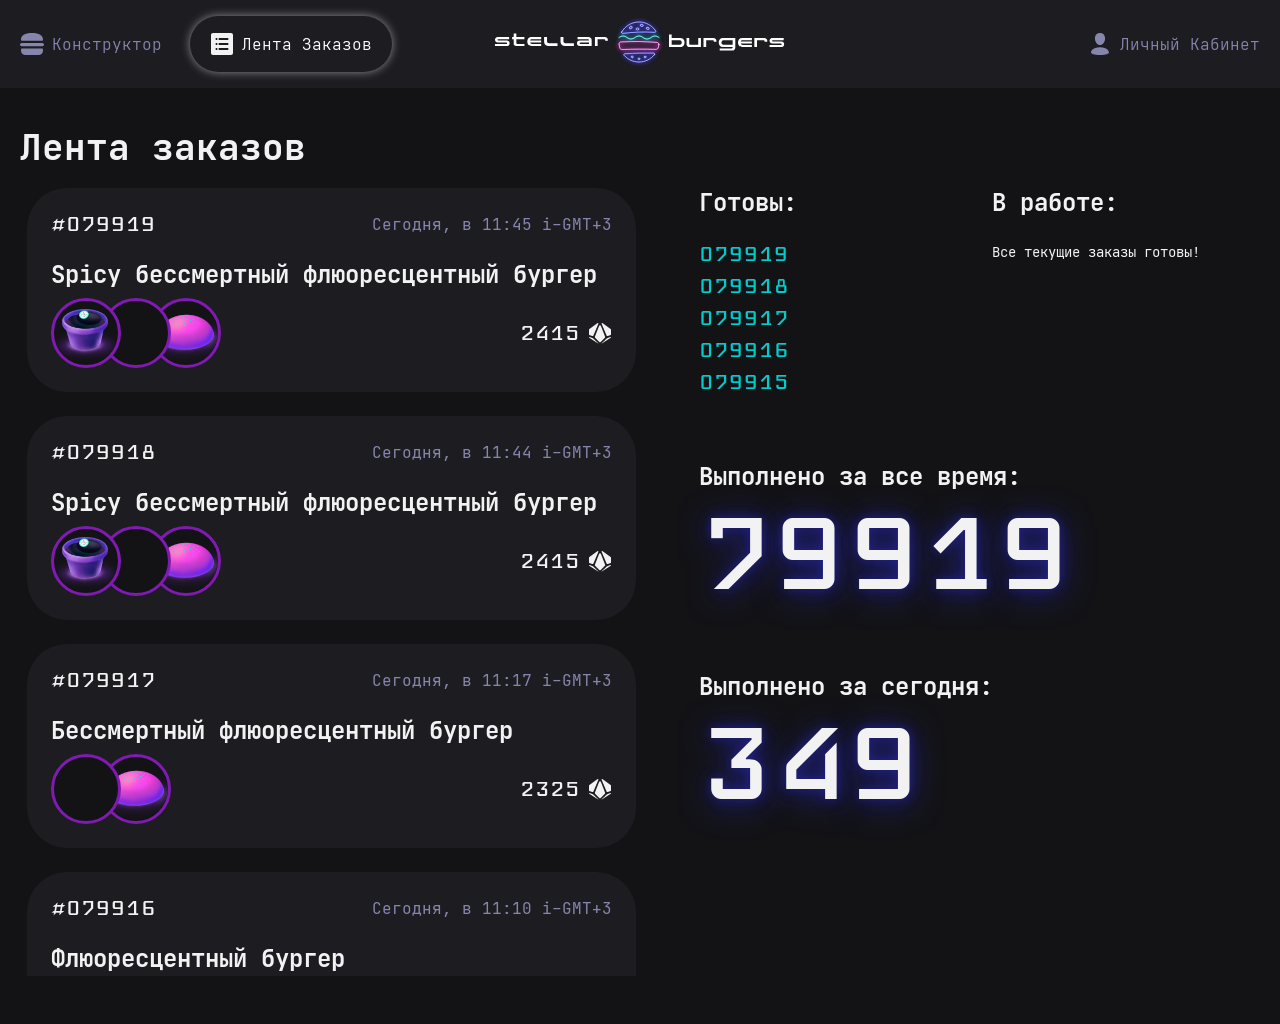 Конструктор
Лента Заказов
stellar burgers
Личный Кабинет
Лента заказов
#079919
Сегодня, в 11:45 i-GMT+3
Spicy бессмертный флюоресцентный бургер
2415
#079918
Сегодня, в 11:44 i-GMT+3
Spicy бессмертный флюоресцентный бургер
2415
#079917
Сегодня, в 11:17 i-GMT+3
Бессмертный флюоресцентный бургер
2325
#079916
Сегодня, в 11:10 i-GMT+3
Флюоресцентный бургер
Готовы:
079919
079918
079917
079916
079915
В работе:
Все текущие заказы готовы!
Выполнено за все время:
79919
Выполнено за сегодня:
349